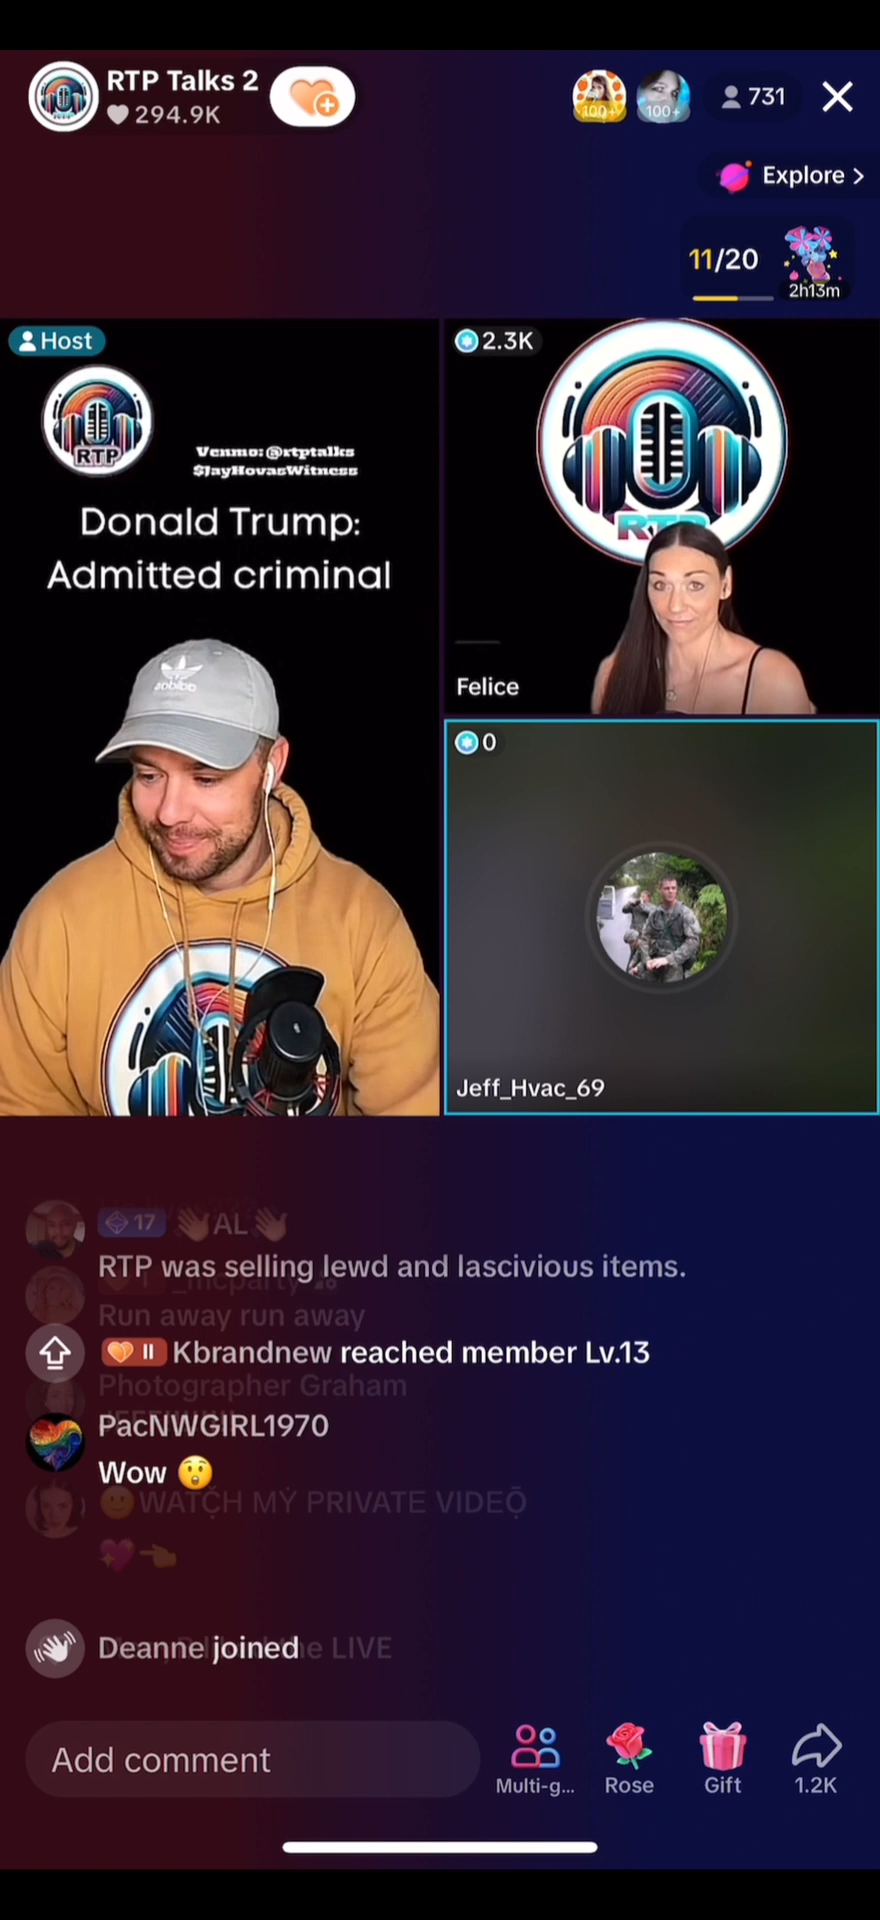 RTP Talks 2
294.9K
100+
100+
731
Explore >
11/20
2h13m
Host
RTP
Venmo: @rtptalks
$JayHovasWitness
Donald Trump:
Admitted criminal
2.3K
RTP
Felice
0
Jeff_Hvac_69
17 👋🏽AL👋🏽
RTP was selling lewd and lascivious items.
Run away run away
Kbrandnew reached member Lv.13
Photographer Graham
PacNWGIRL1970
Wow 😲
🙂WATCH MY PRIVATE VIDEO
💖👈
Deanne joined
the LIVE
Add comment
Multi-g...
Rose
Gift
1.2K